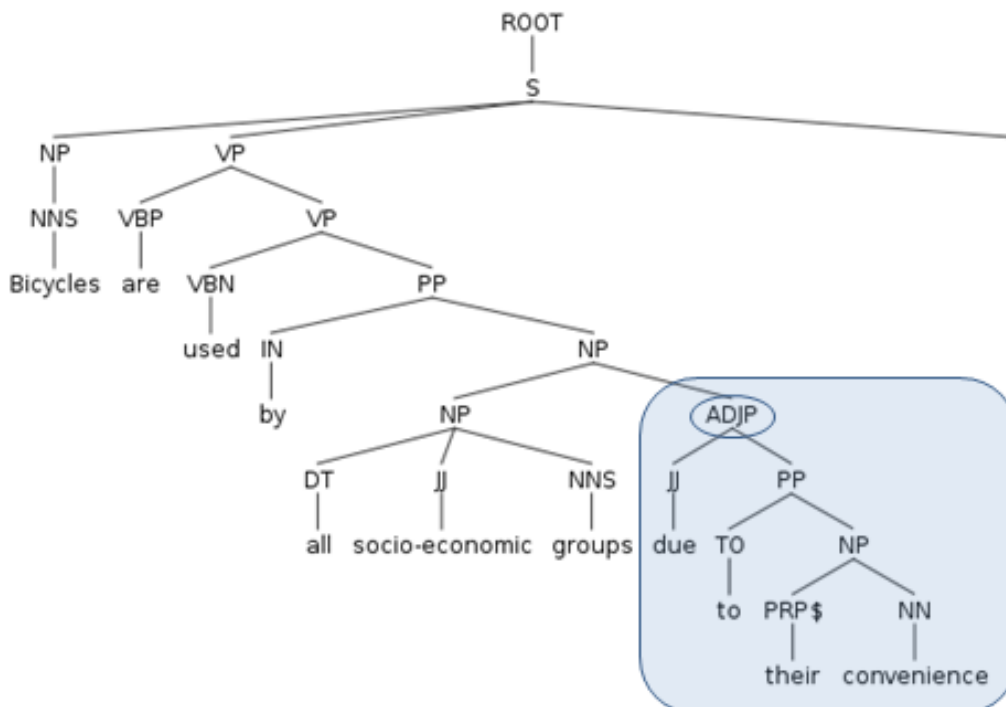 ROOT
S
NP VP
NNS VBP VP
Bicycles are VBN PP
used IN NP
by NP ADJP
DT JJ NNS JJ PP
all socio-economic groups due TO NP
to PRP$ NN
their convenience